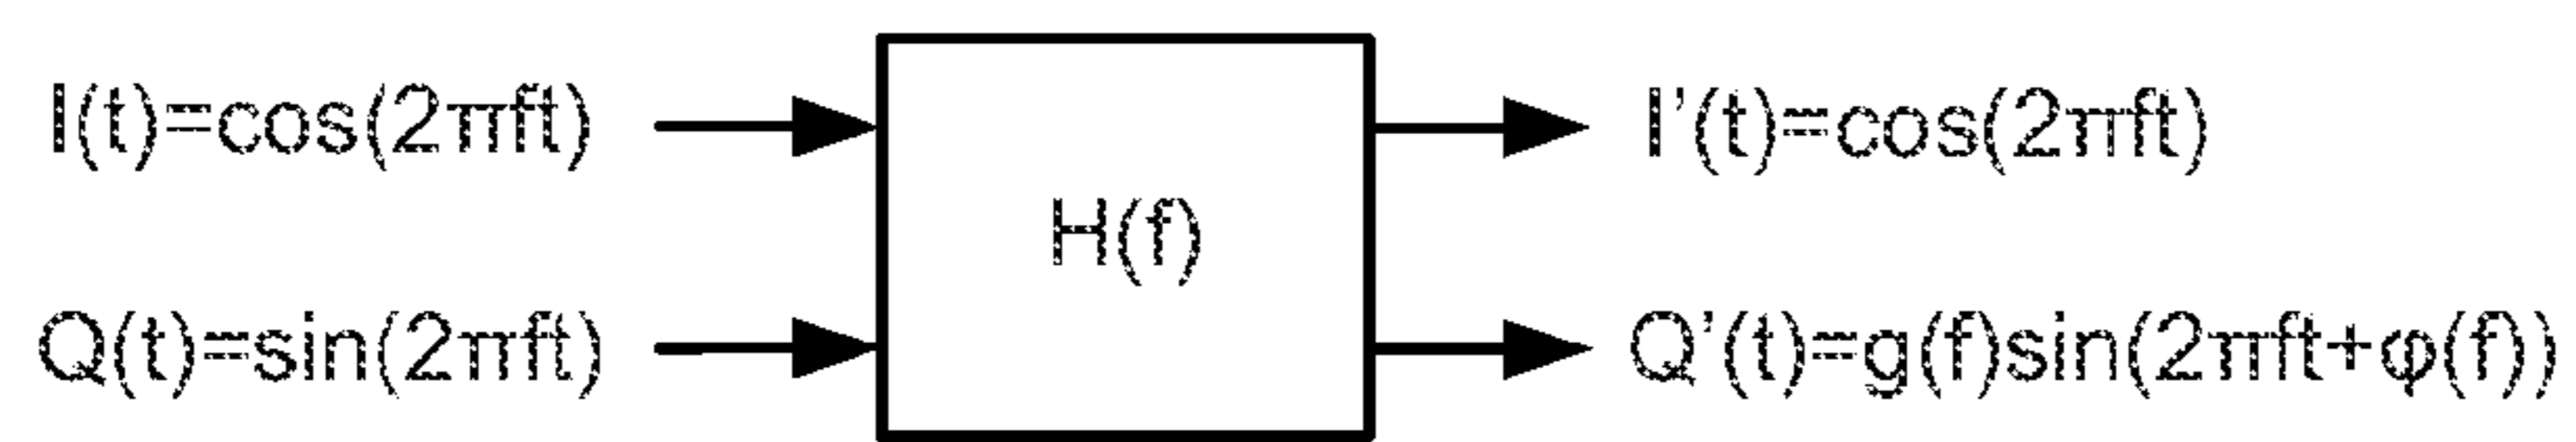 I(t)=cos(2πft)
I’(t)=cos(2πft)
H(f)
Q(t)=sin(2πft)
Q’(t)=g(f)sin(2πft+φ(f))